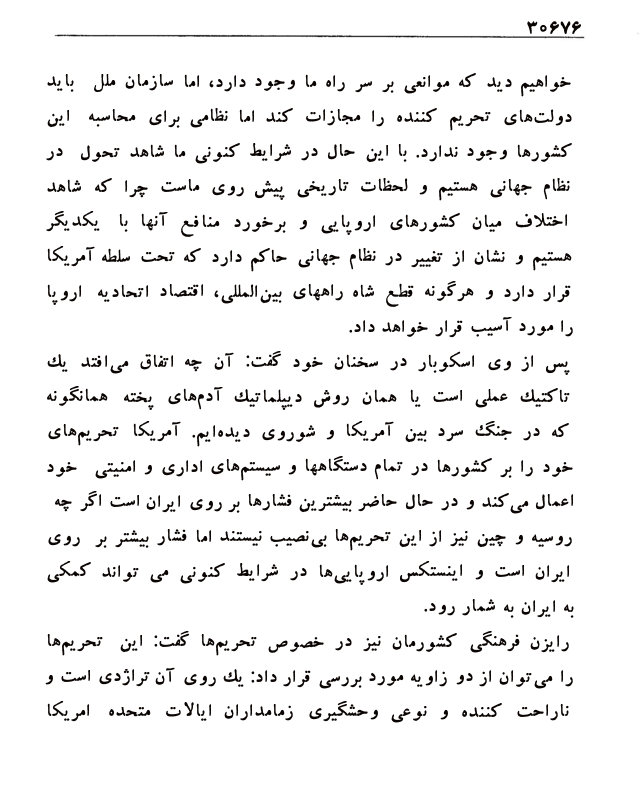 ۳۰۶۷۶
خواهیم دید که موانعی بر سر راه ما وجود دارد، اما سازمان ملل باید
دولت‌های تحریم کننده را مجازات کند اما نظامی برای محاسبه این
کشورها وجود ندارد. با این حال در شرایط کنونی ما شاهد تحول در
نظام جهانی هستیم و لحظات تاریخی پیش روی ماست چرا که شاهد
اختلاف میان کشورهای اروپایی و برخورد منافع آنها با یکدیگر
هستیم و نشان از تغییر در نظام جهانی حاکم دارد که تحت سلطه آمریکا
قرار دارد و هرگونه قطع شاه راههای بین‌المللی، اقتصاد اتحادیه اروپا
را مورد آسیب قرار خواهد داد.
پس از وی اسکوبار در سخنان خود گفت: آن چه اتفاق می‌افتد یك
تاکتیك عملی است یا همان روش دیپلماتیك آدم‌های پخته همانگونه
که در جنگ سرد بین آمریکا و شوروی دیده‌ایم. آمریکا تحریم‌های
خود را بر کشورها در تمام دستگاهها و سیستم‌های اداری و امنیتی خود
اعمال می‌کند و در حال حاضر بیشترین فشارها بر روی ایران است اگر چه
روسیه و چین نیز از این تحریم‌ها بی‌نصیب نیستند اما فشار بیشتر بر روی
ایران است و اینستکس اروپایی‌ها در شرایط کنونی می تواند کمکی
به ایران به شمار رود.
رایزن فرهنگی کشورمان نیز در خصوص تحریم‌ها گفت: این تحریم‌ها
را می‌توان از دو زاویه مورد بررسی قرار داد: یك روی آن تراژدی است و
ناراحت کننده و نوعی وحشگیری زمامداران ایالات متحده امریکا